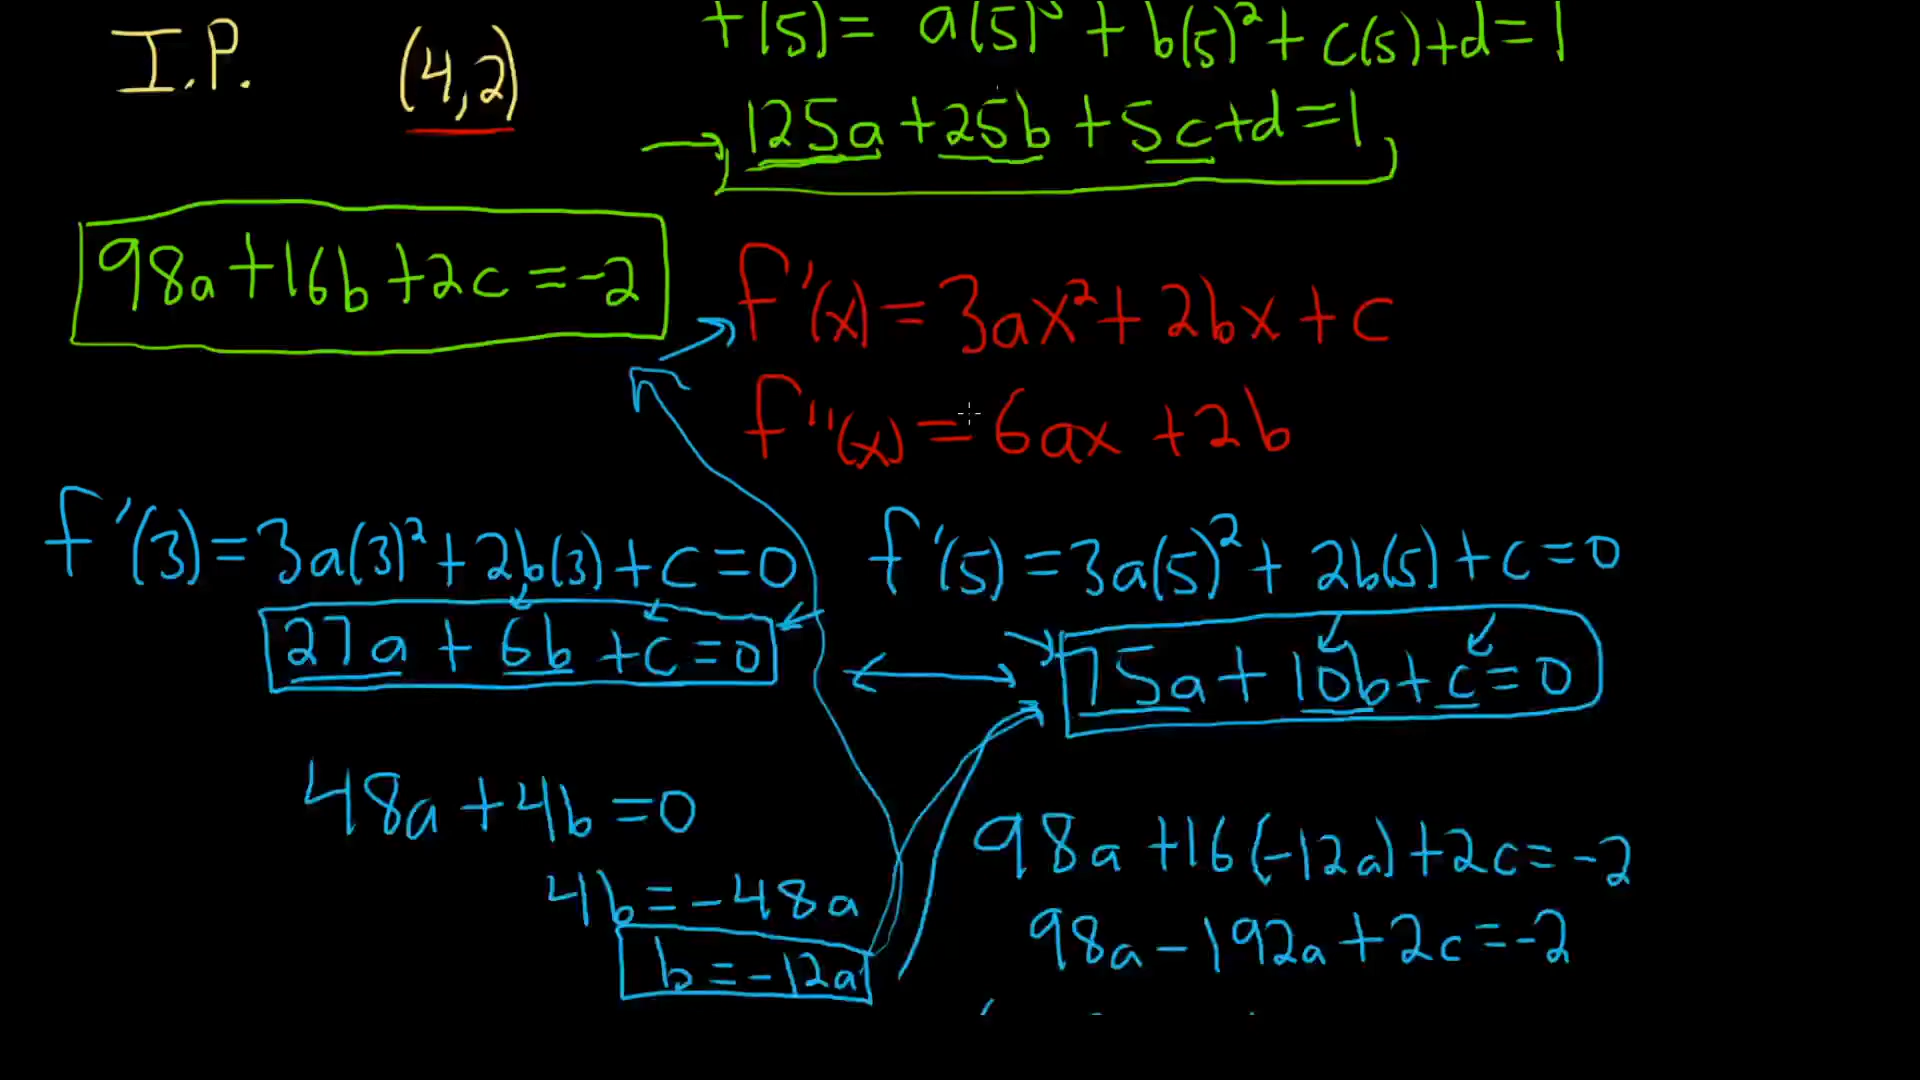 I.P. (4,2)
f(5)= a(5)³ + b(5)² + c(5)+d=1
125a +25b +5c+d=1
98a+16b+2c=-2
f'(x)=3ax²+2bx+c
f''(x)=6ax+2b
f'(3)=3a(3)²+2b(3)+c=0
27a + 6b +c=0
f'(5)=3a(5)²+ 2b(5)+c=0
75a+10b+c=0
48a+4b=0
4b=-48a
b=-12a
98a+16(-12a)+2c=-2
98a-192a+2c=-2